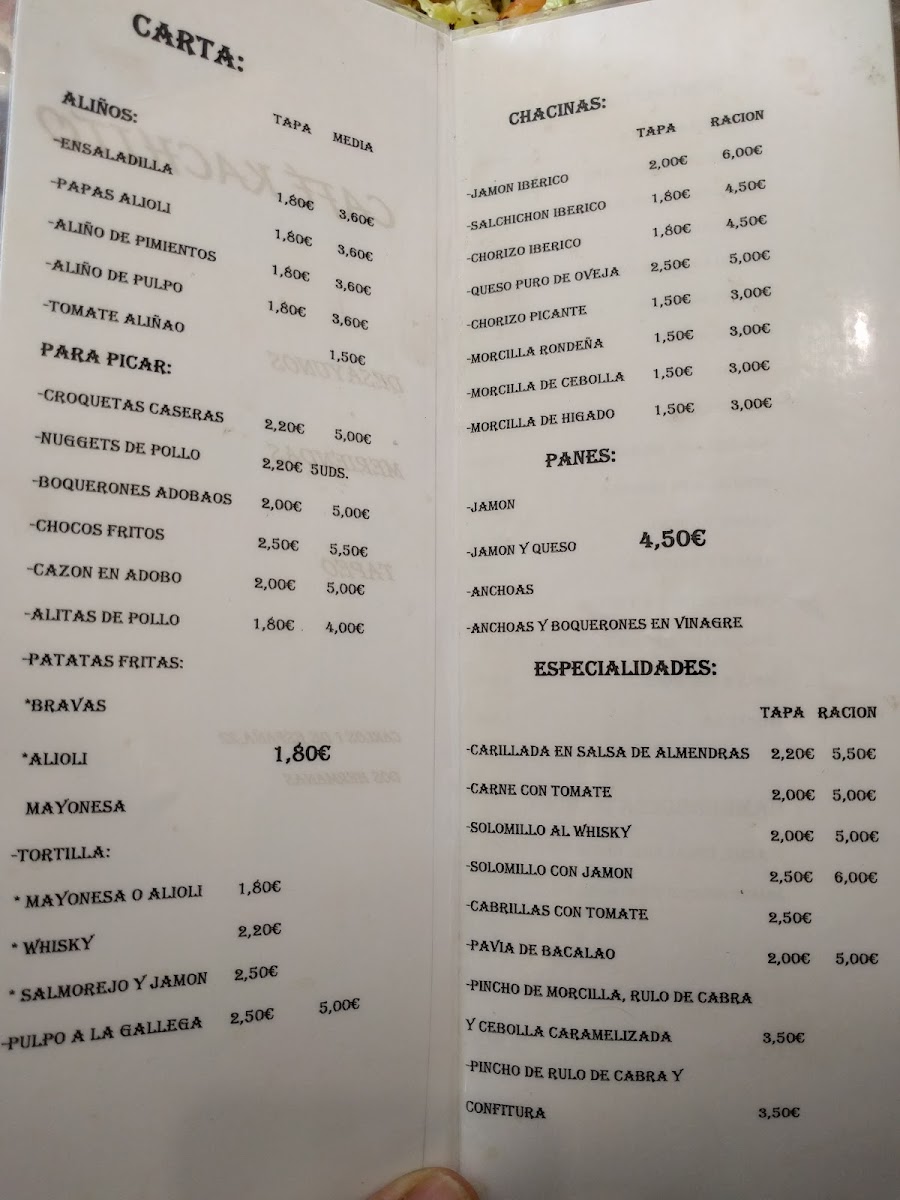 CARTA:
ALIÑOS: TAPA MEDIA
-ENSALADILLA 1,80€ 3,60€
-PAPAS ALIOLI 1,80€ 3,60€
-ALIÑO DE PIMIENTOS 1,80€ 3,60€
-ALIÑO DE PULPO 1,80€ 3,60€
-TOMATE ALIÑAO 1,50€
PARA PICAR:
-CROQUETAS CASERAS 2,20€ 5,00€
-NUGGETS DE POLLO 2,20€ 5UDS.
-BOQUERONES ADOBAOS 2,00€ 5,00€
-CHOCOS FRITOS 2,50€ 5,50€
-CAZON EN ADOBO 2,00€ 5,00€
-ALITAS DE POLLO 1,80€ 4,00€
-PATATAS FRITAS:
*BRAVAS
*ALIOLI 1,80€
MAYONESA
-TORTILLA:
* MAYONESA O ALIOLI 1,80€
* WHISKY 2,20€
* SALMOREJO Y JAMON 2,50€
-PULPO A LA GALLEGA 2,50€ 5,00€
CHACINAS:
TAPA RACION
-JAMON IBERICO 2,00€ 6,00€
-SALCHICHON IBERICO 1,80€ 4,50€
-CHORIZO IBERICO 1,80€ 4,50€
-QUESO PURO DE OVEJA 2,50€ 5,00€
-CHORIZO PICANTE 1,50€ 3,00€
-MORCILLA RONDEÑA 1,50€ 3,00€
-MORCILLA DE CEBOLLA 1,50€ 3,00€
-MORCILLA DE HIGADO 1,50€ 3,00€
PANES:
-JAMON
-JAMON Y QUESO 4,50€
-ANCHOAS
-ANCHOAS Y BOQUERONES EN VINAGRE
ESPECIALIDADES:
TAPA RACION
-CARILLADA EN SALSA DE ALMENDRAS 2,20€ 5,50€
-CARNE CON TOMATE 2,00€ 5,00€
-SOLOMILLO AL WHISKY 2,00€ 5,00€
-SOLOMILLO CON JAMON 2,50€ 6,00€
-CABRILLAS CON TOMATE 2,50€
-PAVIA DE BACALAO 2,00€ 5,00€
-PINCHO DE MORCILLA, RULO DE CABRA
Y CEBOLLA CARAMELIZADA 3,50€
-PINCHO DE RULO DE CABRA Y
CONFITURA 3,50€